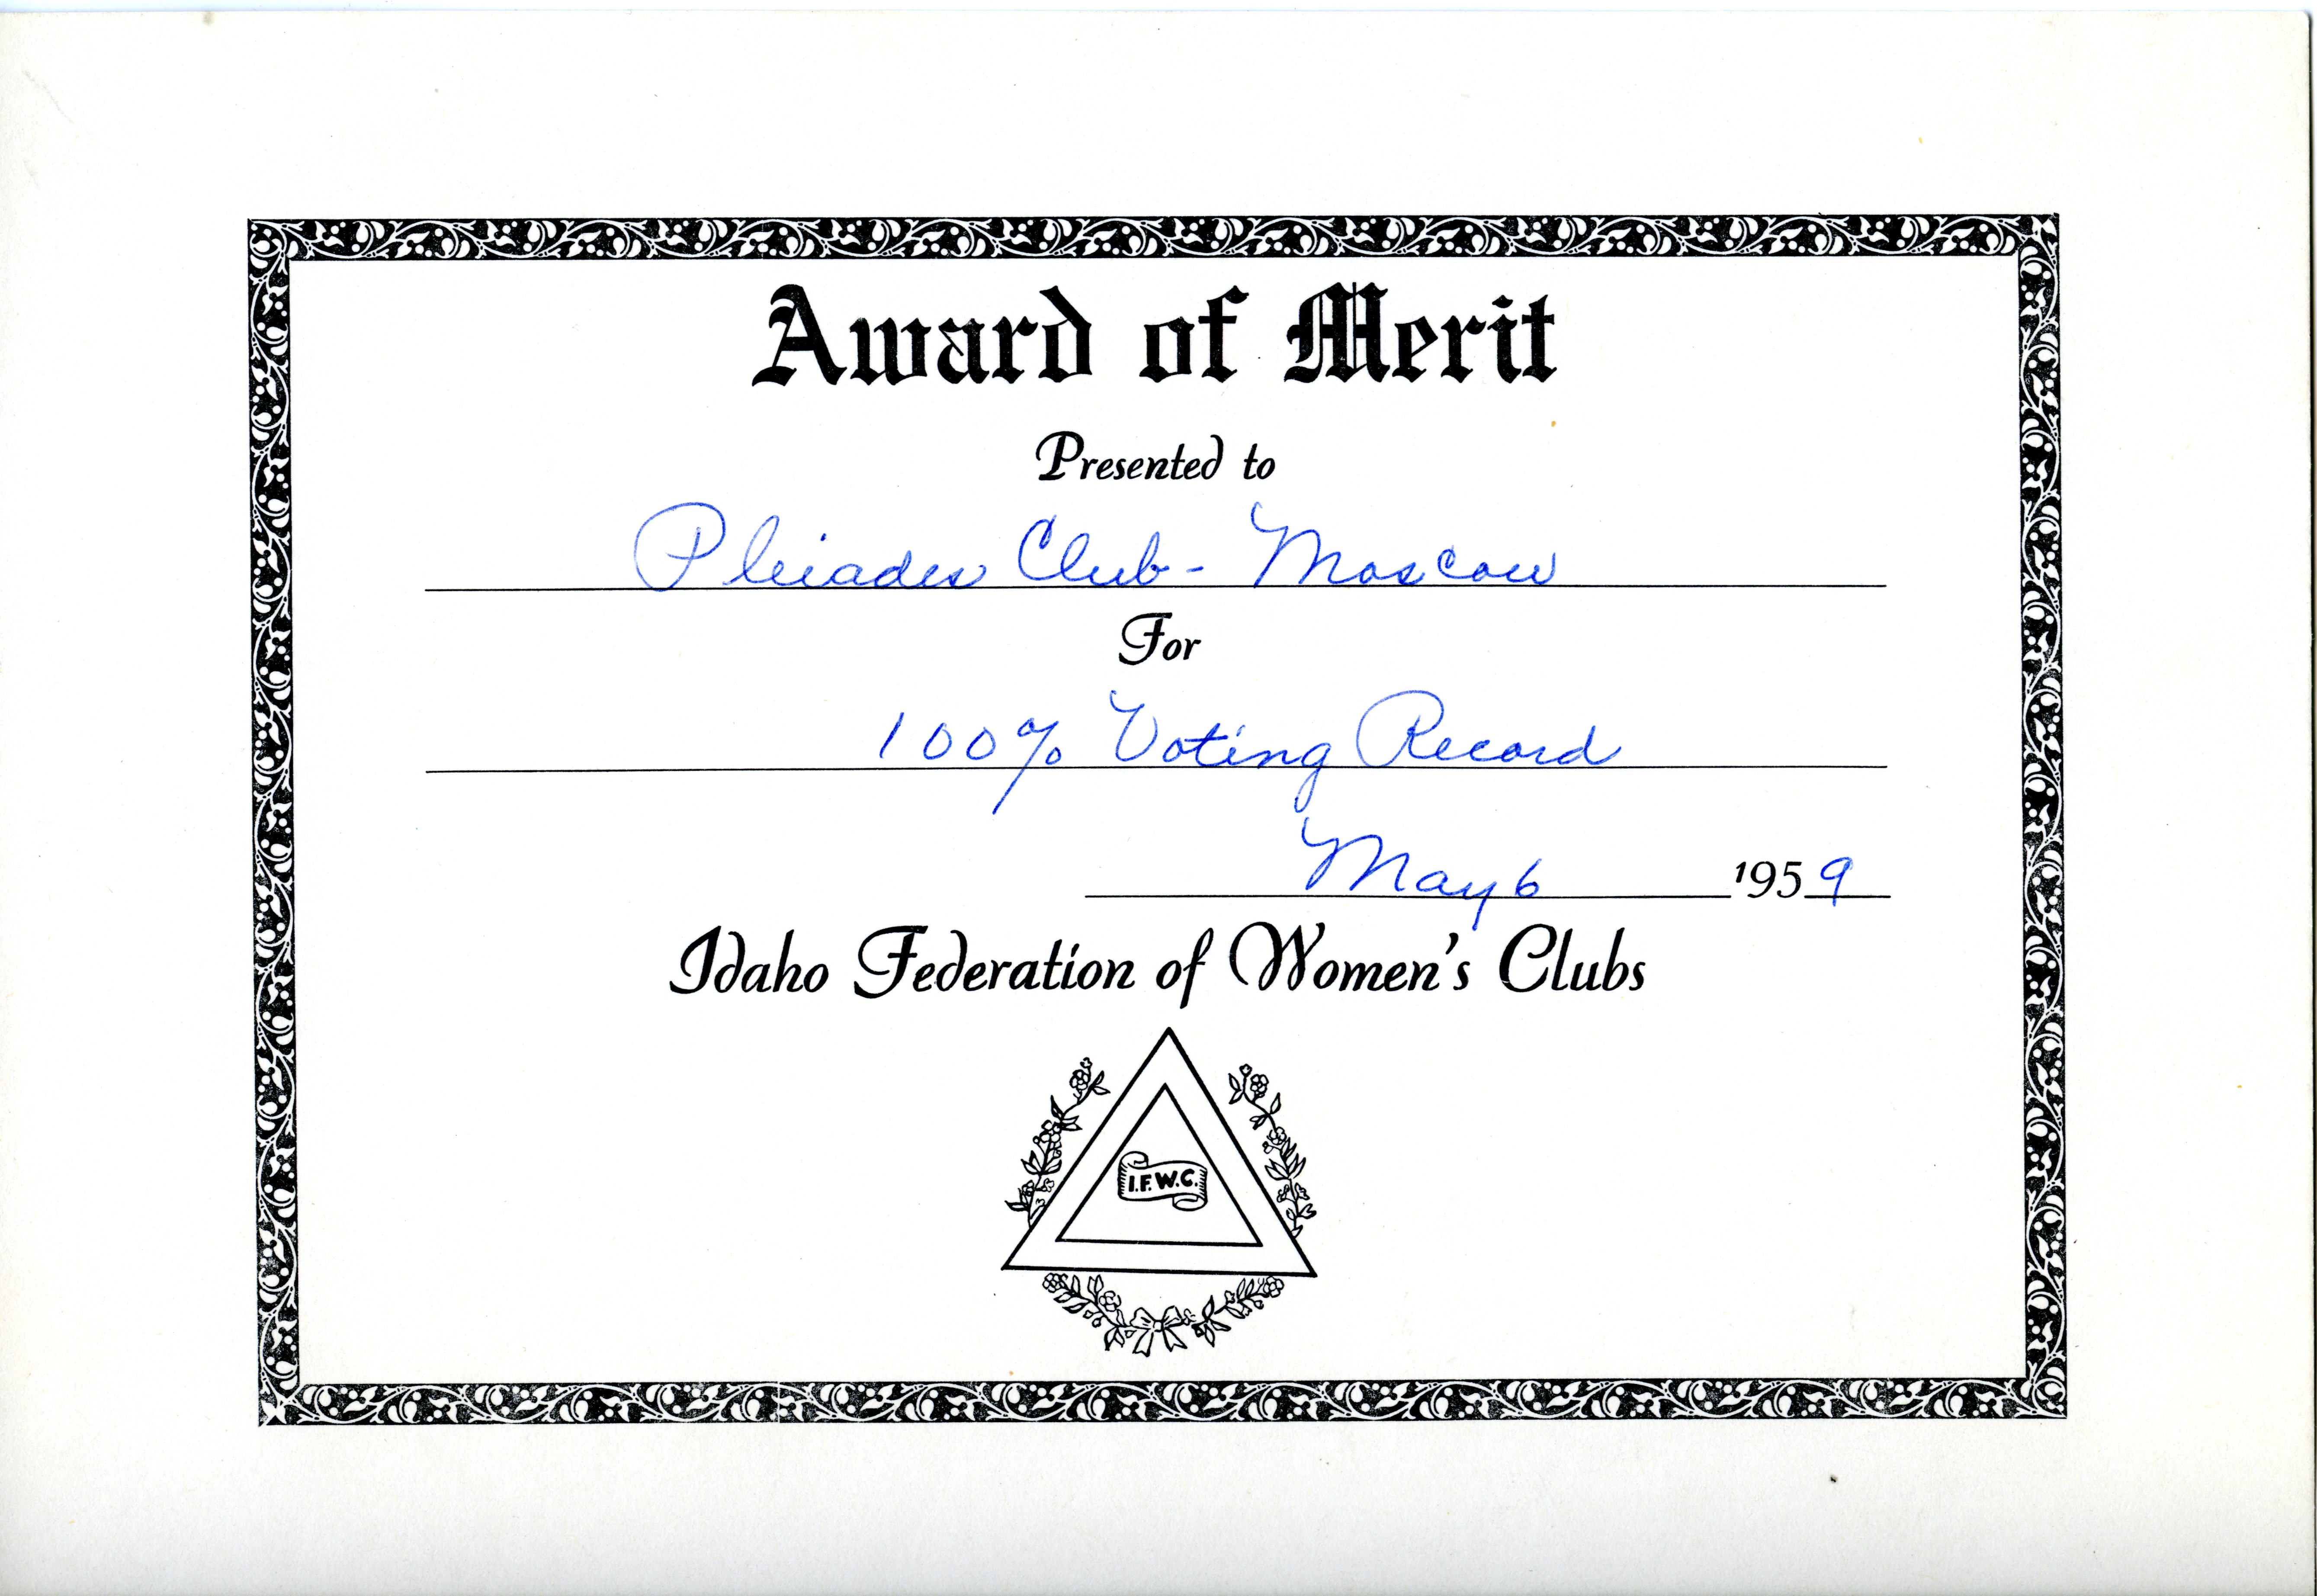 Award of Merit
Presented to
Pleiades Club - Moscow
For
100% Voting Record
May 6 1959
Idaho Federation of Women's Clubs
I.F.W.C.